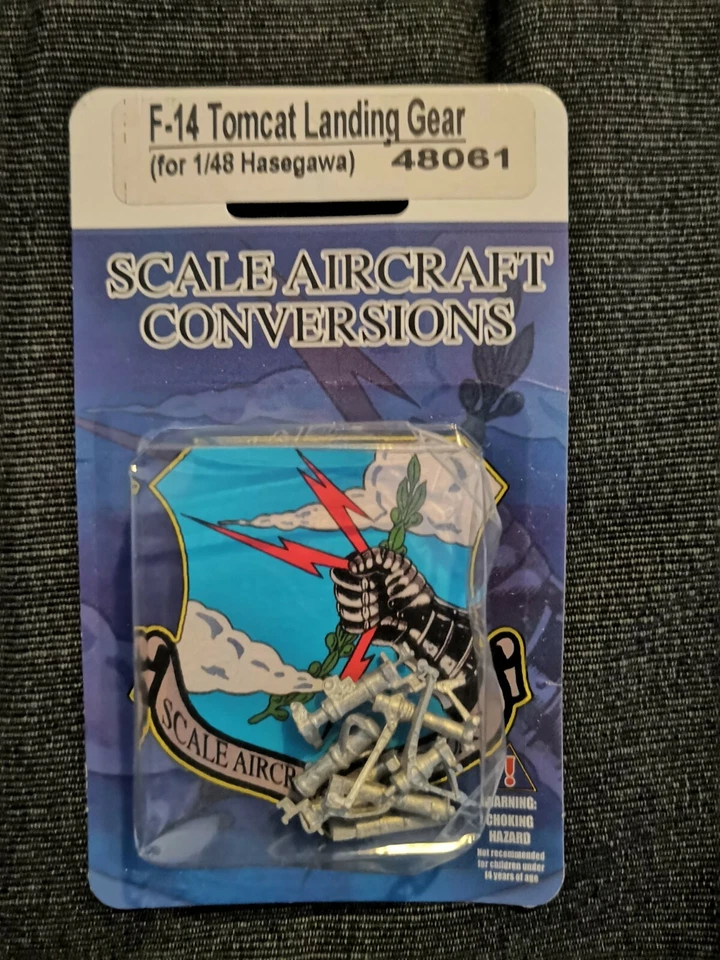 F-14 Tomcat Landing Gear
(for 1/48 Hasegawa) 48061
SCALE AIRCRAFT
CONVERSIONS
SCALE AIRCR
!
WARNING:
CHOKING
HAZARD
Not recommended
for children under
14 years of age